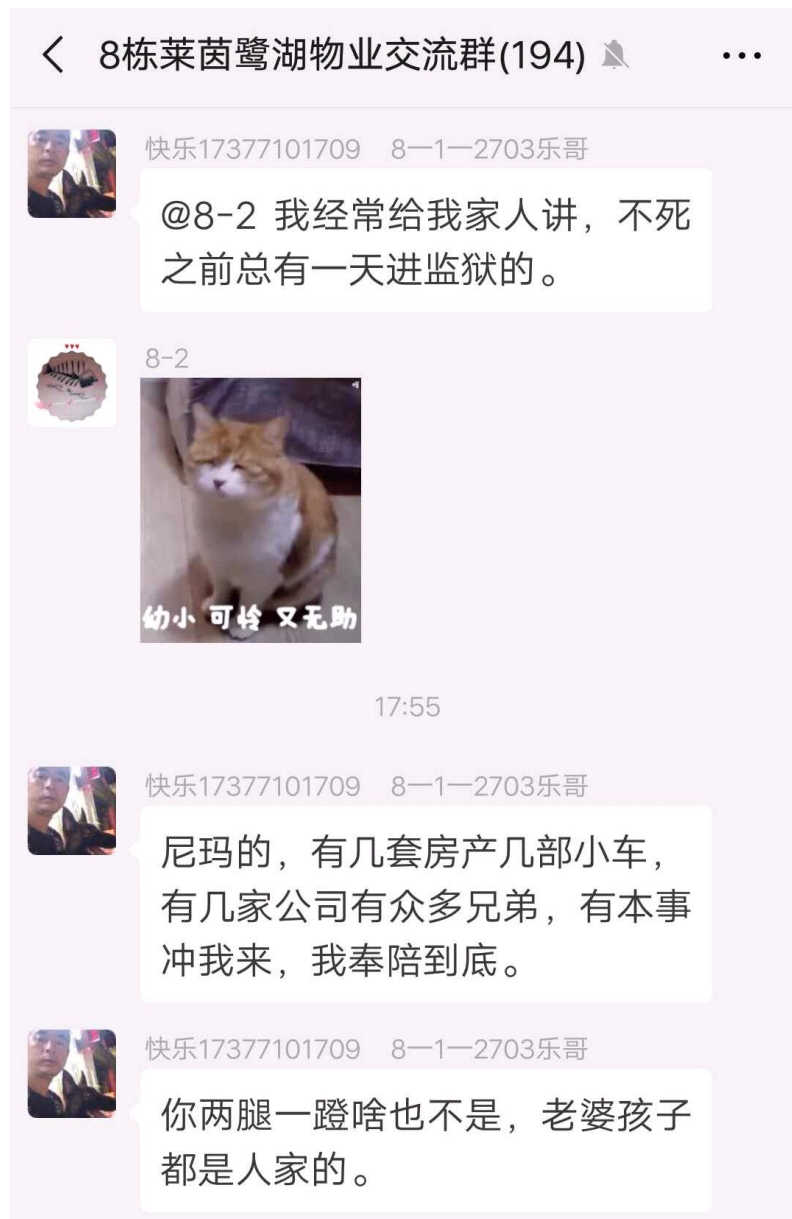 8栋莱茵鹭湖物业交流群(194)
快乐17377101709 8一1一2703乐哥
@8-2 我经常给我家人讲，不死
之前总有一天进监狱的。
8-2
幼小 可怜 又无助
17:55
快乐17377101709 8一1一2703乐哥
尼玛的，有几套房产几部小车，
有几家公司有众多兄弟，有本事
冲我来，我奉陪到底。
快乐17377101709 8一1一2703乐哥
你两腿一蹬啥也不是，老婆孩子
都是人家的。